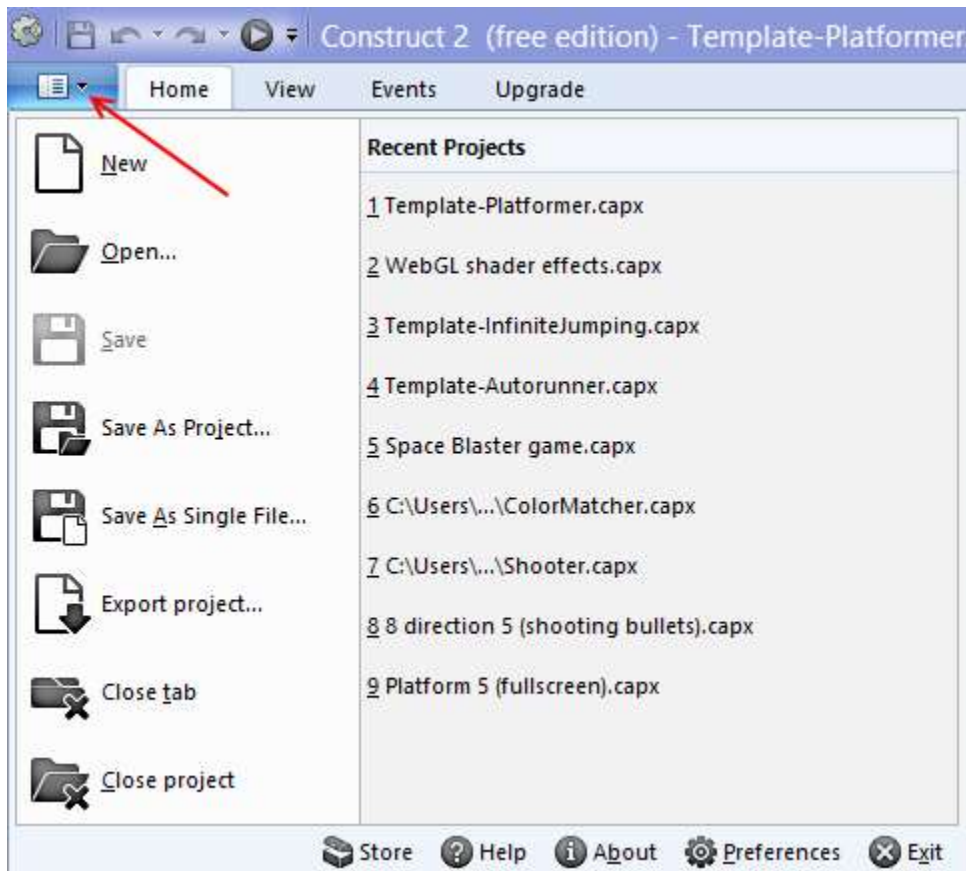 Construct 2 (free edition) - Template-Platformer
Home View Events Upgrade
New
Open...
Save
Save As Project...
Save As Single File...
Export project...
Close tab
Close project
Recent Projects
1 Template-Platformer.capx
2 WebGL shader effects.capx
3 Template-InfiniteJumping.capx
4 Template-Autorunner.capx
5 Space Blaster game.capx
6 C:\Users\...\ColorMatcher.capx
7 C:\Users\...\Shooter.capx
8 8 direction 5 (shooting bullets).capx
9 Platform 5 (fullscreen).capx
Store Help About Preferences Exit